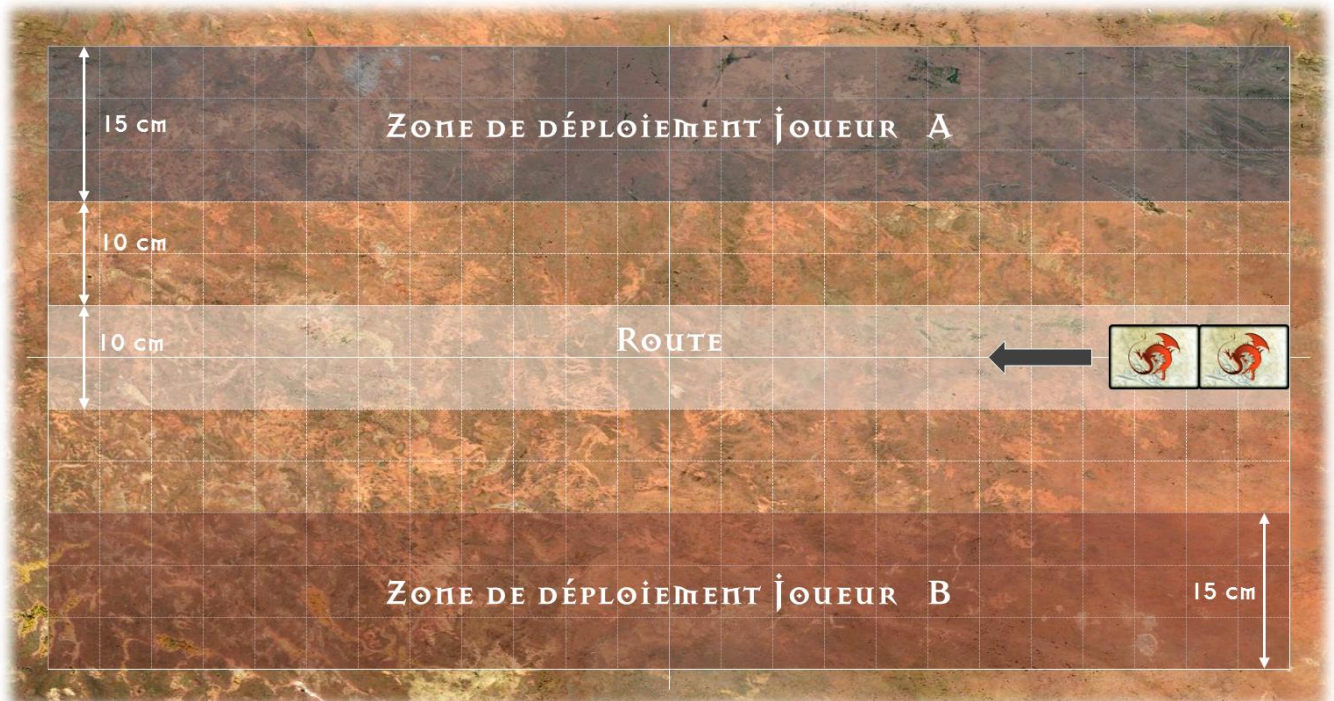 15 cm
Zone de déploiement Joueur A
10 cm
10 cm
Route
Zone de déploiement Joueur B
15 cm